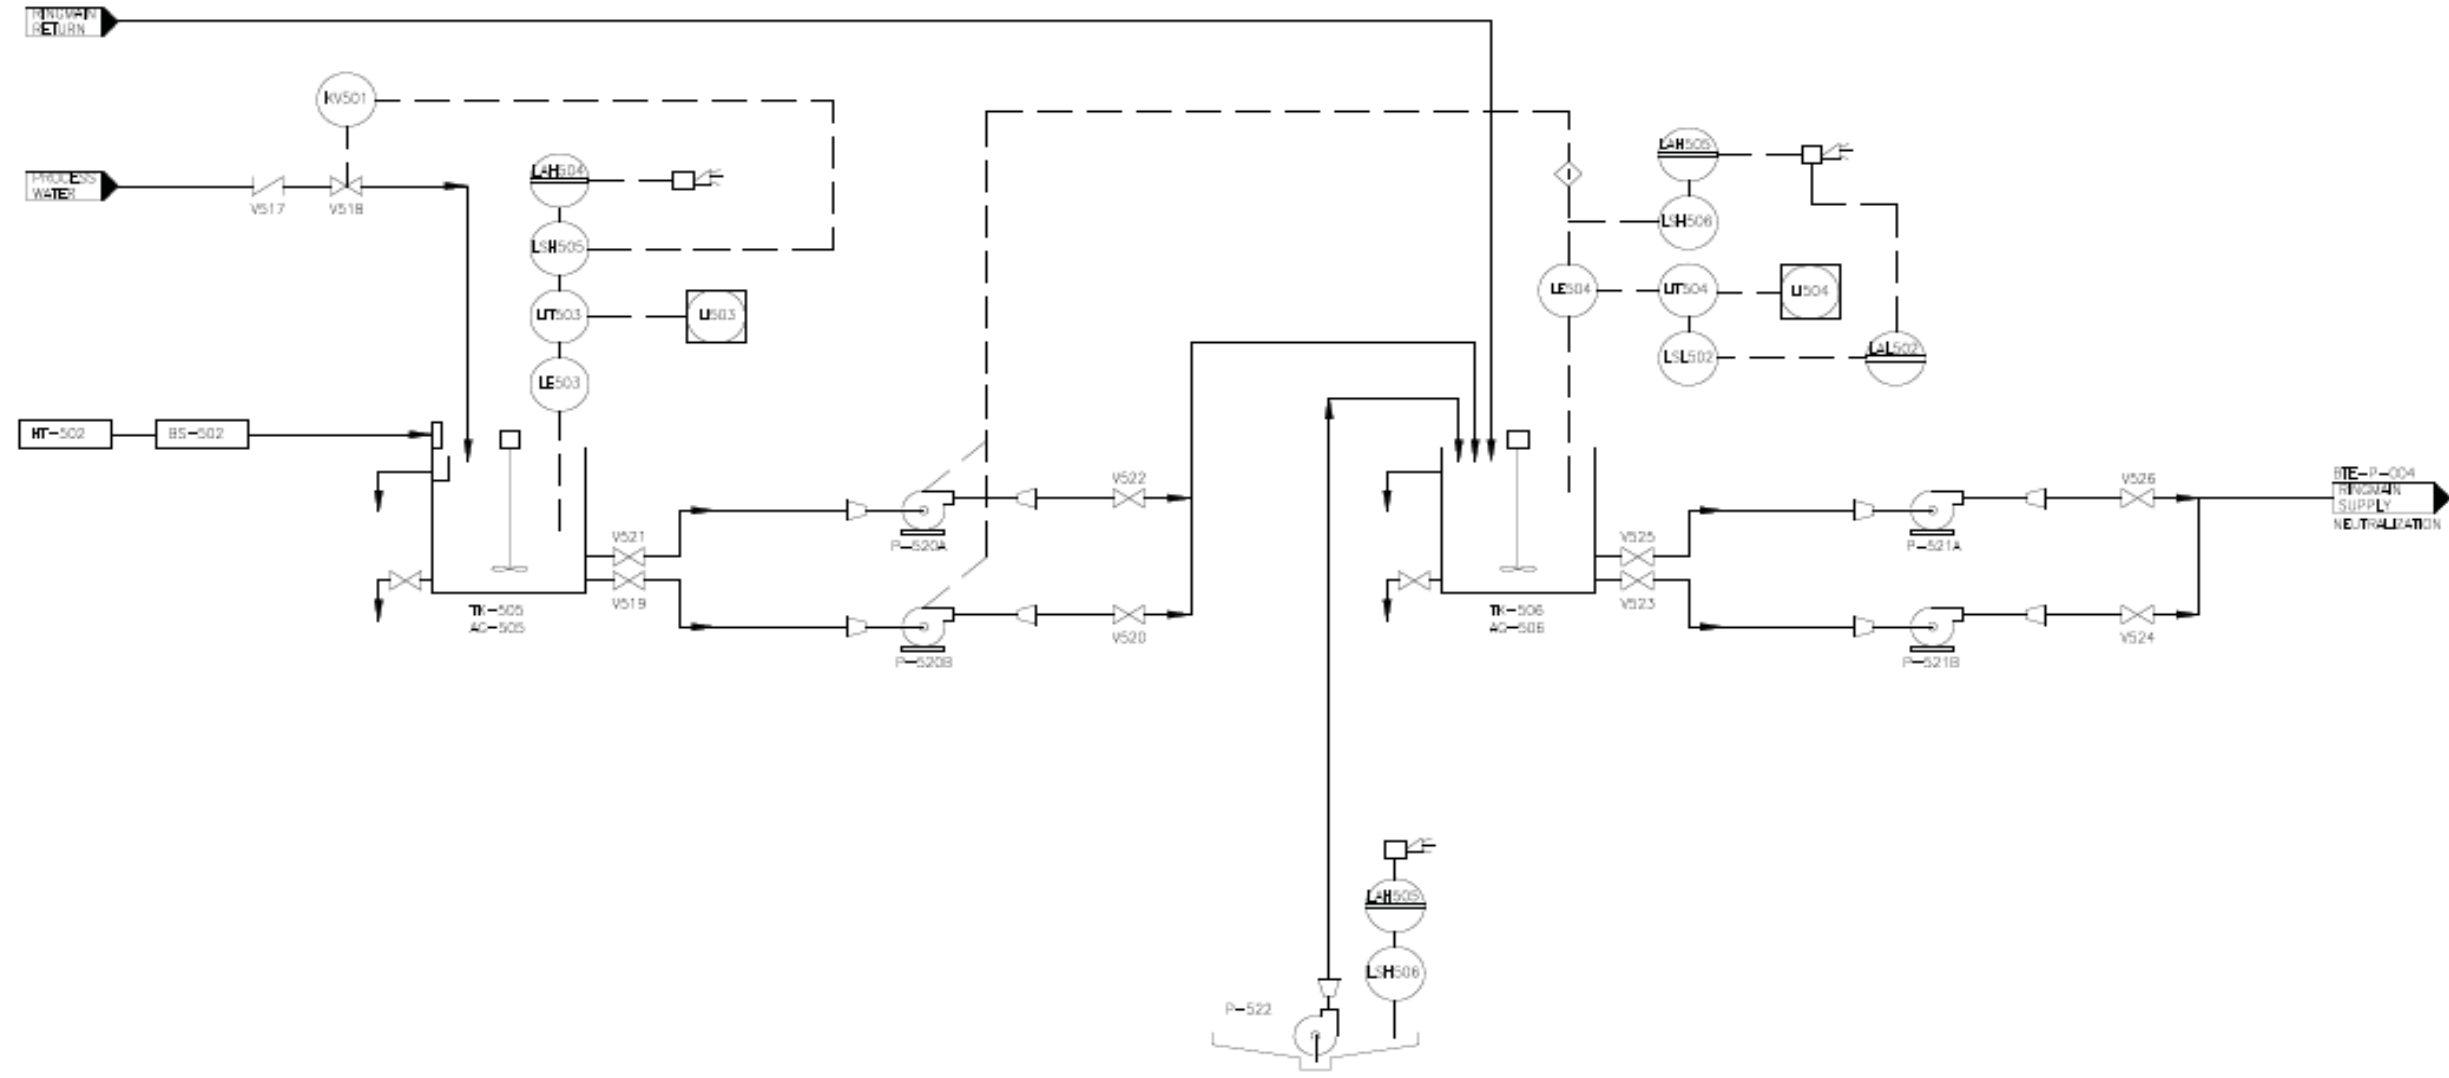 RINGMAIN
RETURN
KV501
PROCESS
WATER
V517
V518
LAH504
LSH505
LIT503
LI503
LE503
HT-502
BS-502
TK-505
AG-505
V521
V519
P-520A
P-520B
V522
V520
LAH505
LSH506
LE504
LIT504
LI504
LSL502
LAL502
TK-506
AG-506
V525
V523
P-521A
P-521B
V526
V524
BTE-P-004
RINGMAIN
SUPPLY
NEUTRALIZATION
LAH505
LSH506
P-522